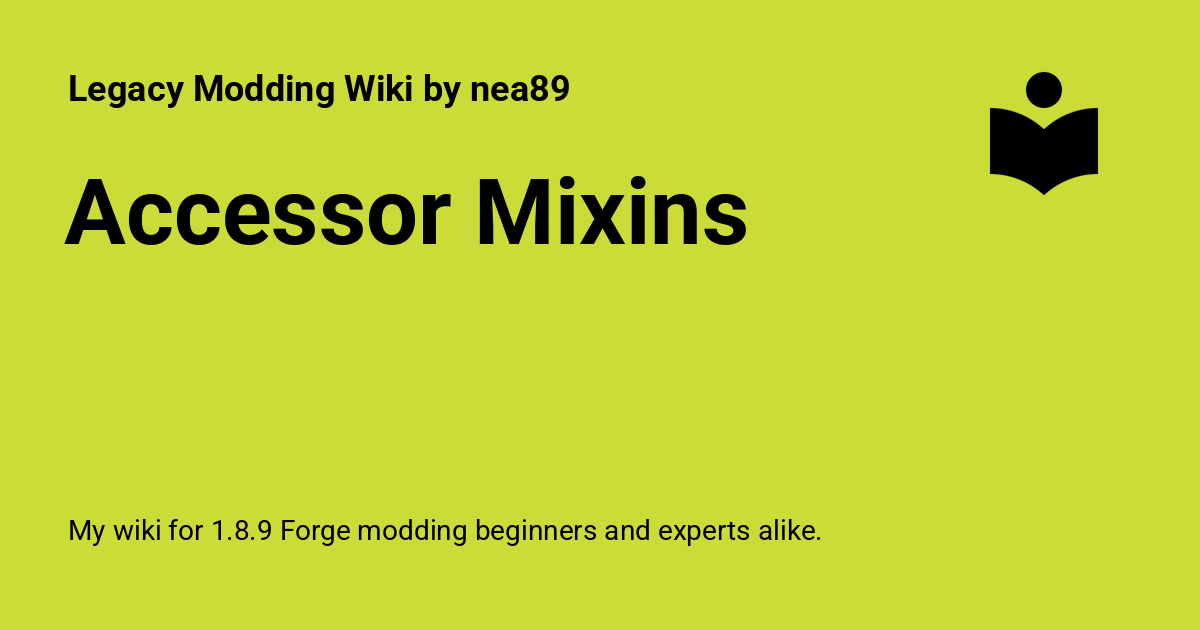 Legacy Modding Wiki by nea89
Accessor Mixins
My wiki for 1.8.9 Forge modding beginners and experts alike.